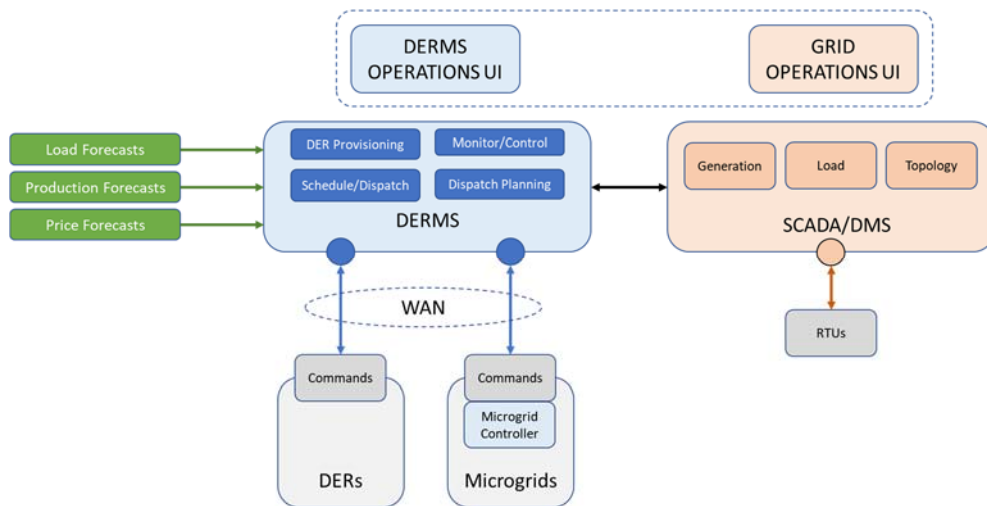 DERMS
OPERATIONS UI
GRID
OPERATIONS UI
Load Forecasts
Production Forecasts
Price Forecasts
DER Provisioning
Monitor/Control
Schedule/Dispatch
Dispatch Planning
DERMS
Generation
Load
Topology
SCADA/DMS
WAN
RTUs
Commands
DERs
Commands
Microgrid
Controller
Microgrids